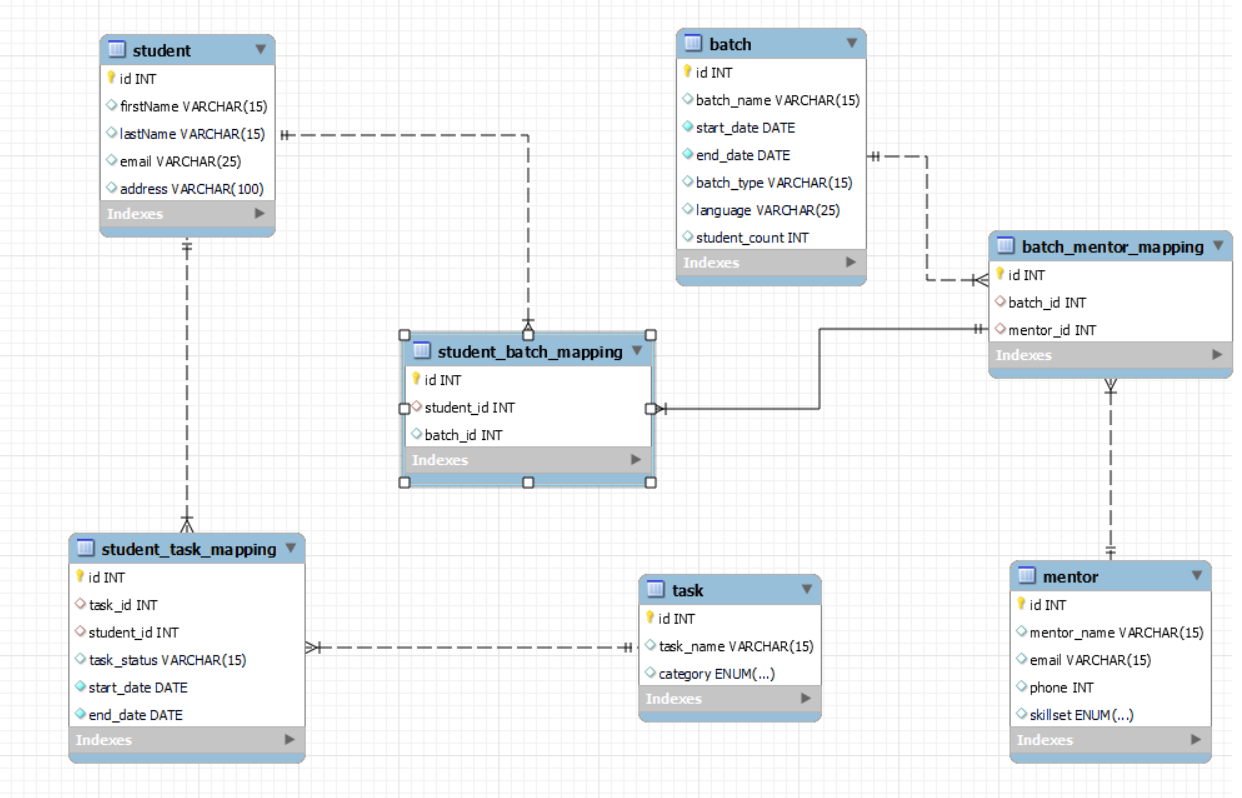 student
id INT
firstName VARCHAR(15)
lastName VARCHAR(15)
email VARCHAR(25)
address VARCHAR(100)
Indexes
batch
id INT
batch_name VARCHAR(15)
start_date DATE
end_date DATE
batch_type VARCHAR(15)
language VARCHAR(25)
student_count INT
Indexes
batch_mentor_mapping
id INT
batch_id INT
mentor_id INT
Indexes
student_batch_mapping
id INT
student_id INT
batch_id INT
Indexes
student_task_mapping
id INT
task_id INT
student_id INT
task_status VARCHAR(15)
start_date DATE
end_date DATE
Indexes
task
id INT
task_name VARCHAR(15)
category ENUM(...)
Indexes
mentor
id INT
mentor_name VARCHAR(15)
email VARCHAR(15)
phone INT
skillset ENUM(...)
Indexes